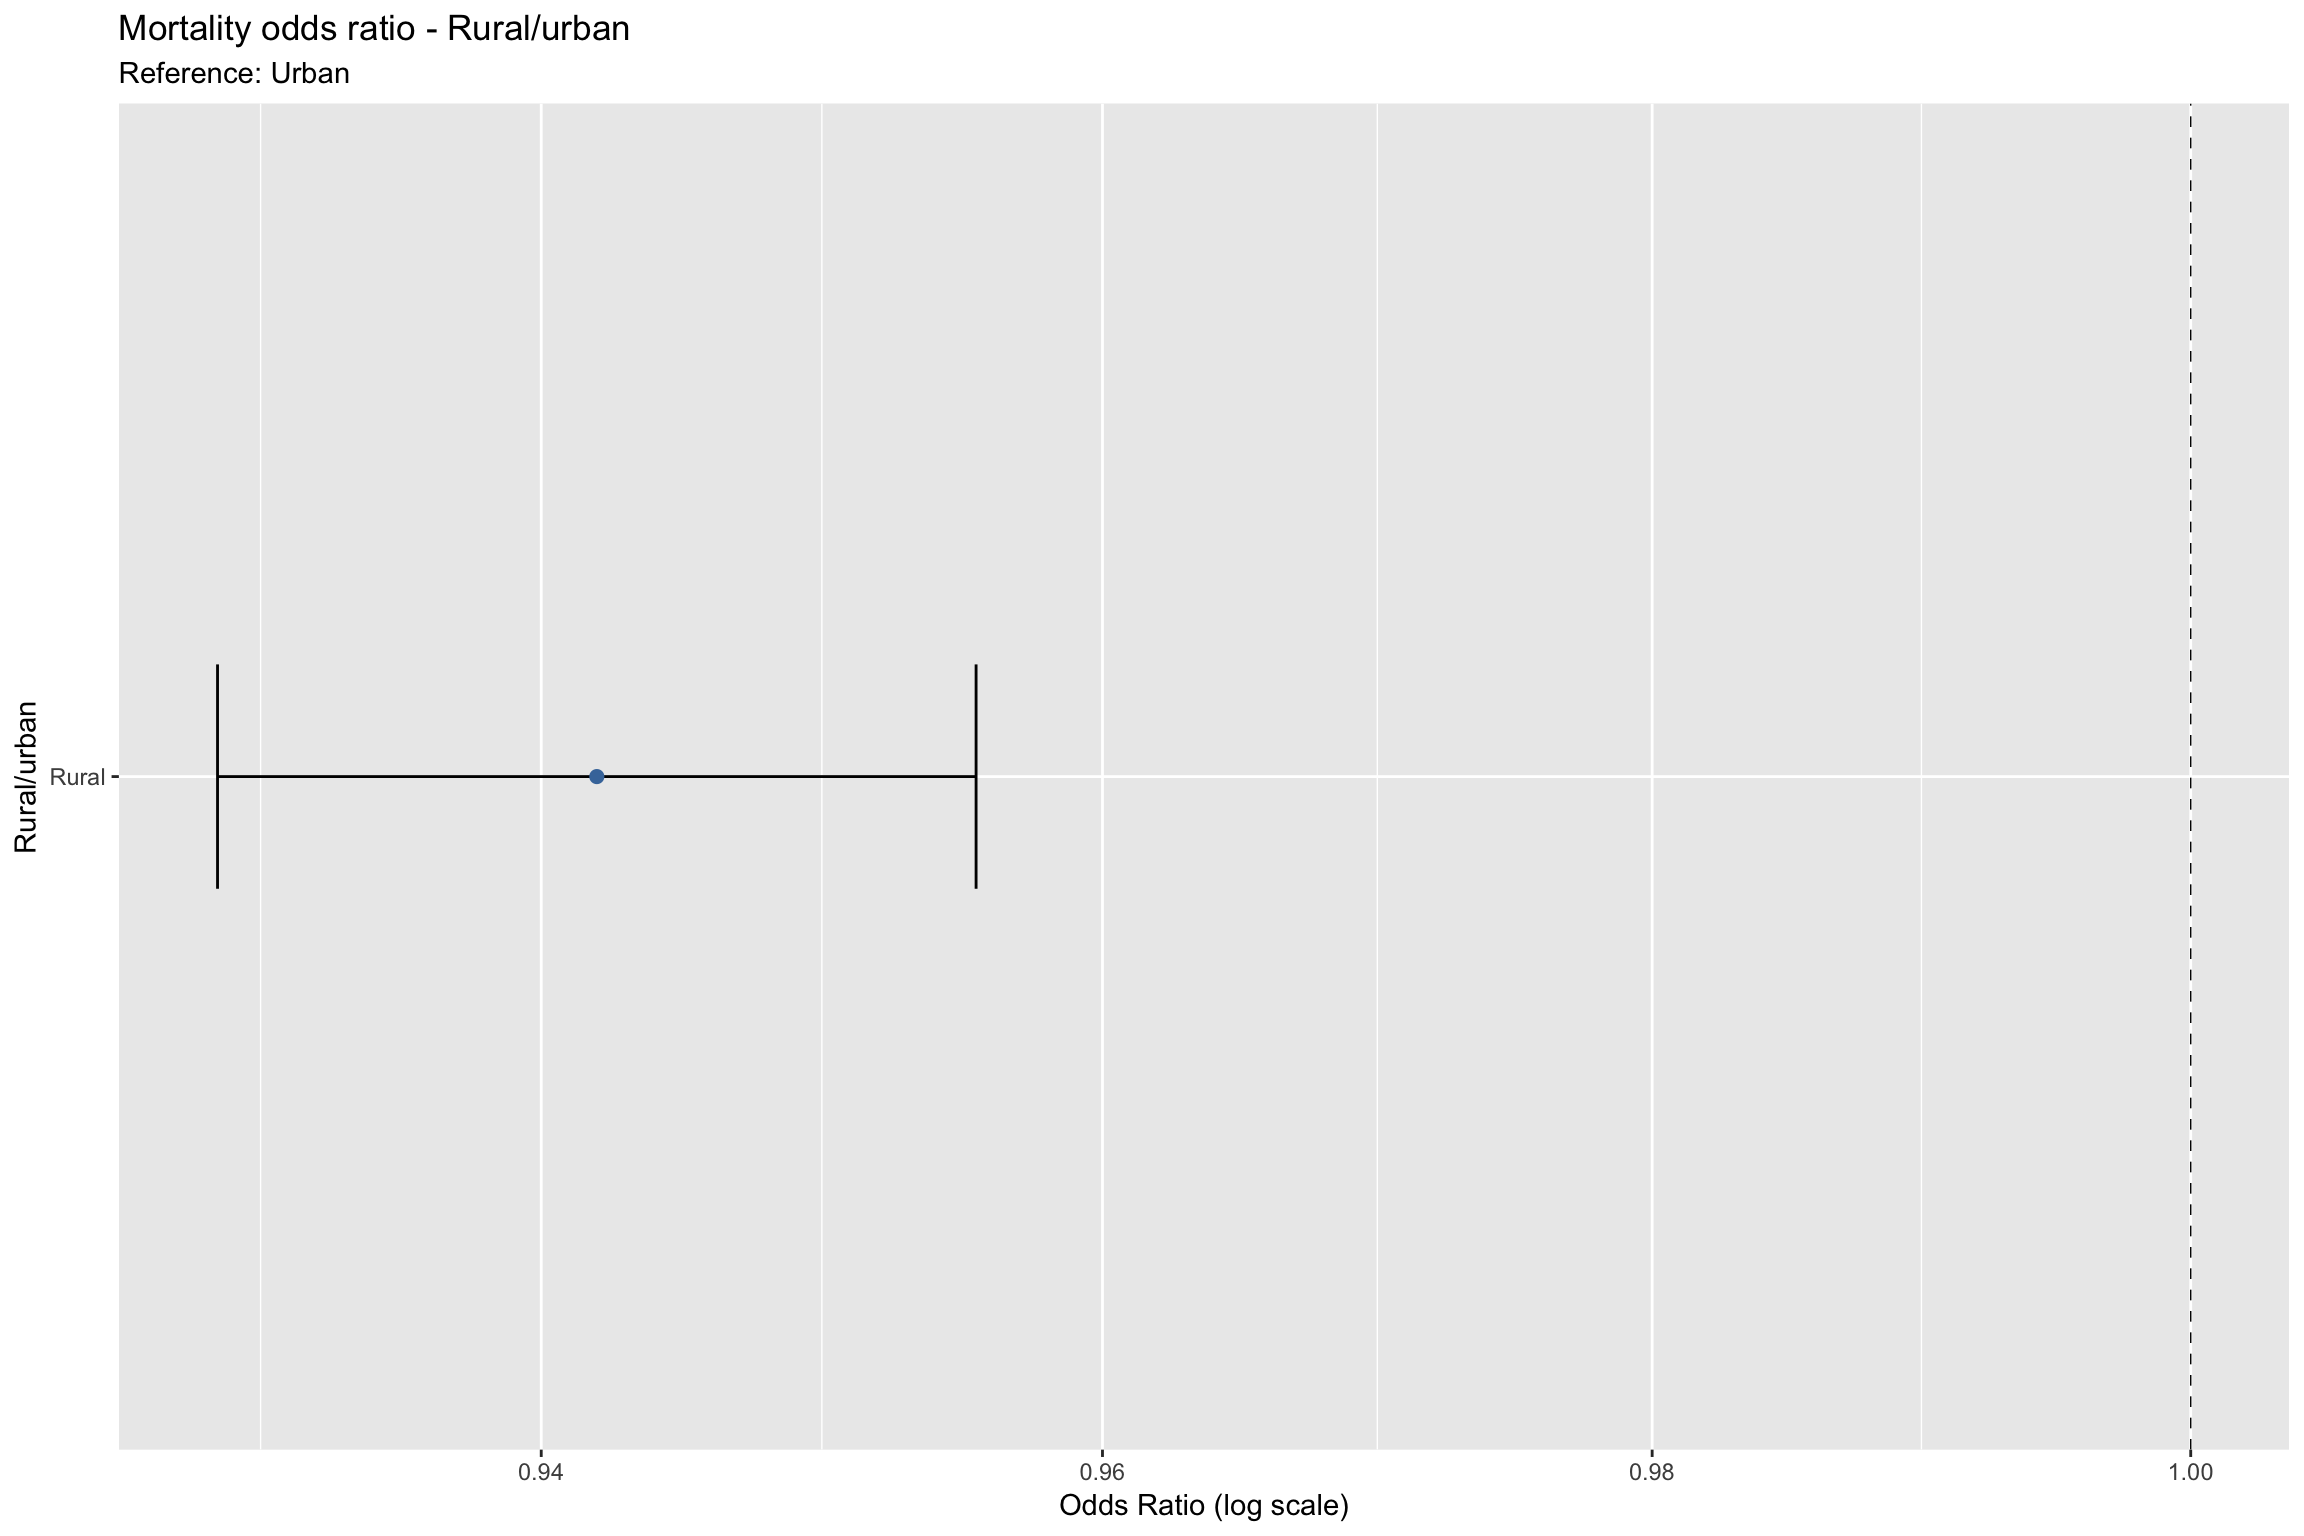 Mortality odds ratio - Rural/urban
Reference: Urban
Rural/urban
Rural
0.94
0.96
0.98
1.00
Odds Ratio (log scale)